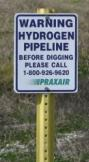 WARNING
HYDROGEN
PIPELINE
BEFORE DIGGING
PLEASE CALL
1-800-926-9620
PRAXAIR